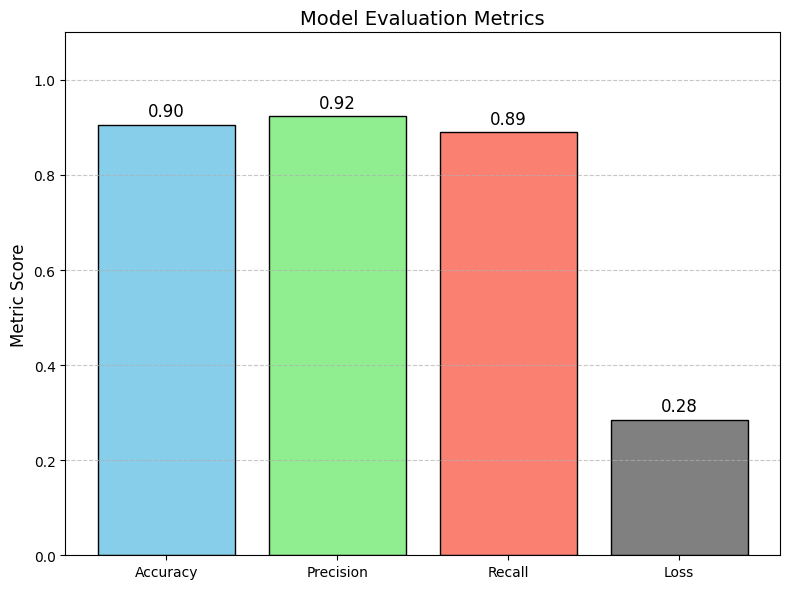 Model Evaluation Metrics
Metric Score
1.0
0.8
0.6
0.4
0.2
0.0
0.90
0.92
0.89
0.28
Accuracy
Precision
Recall
Loss